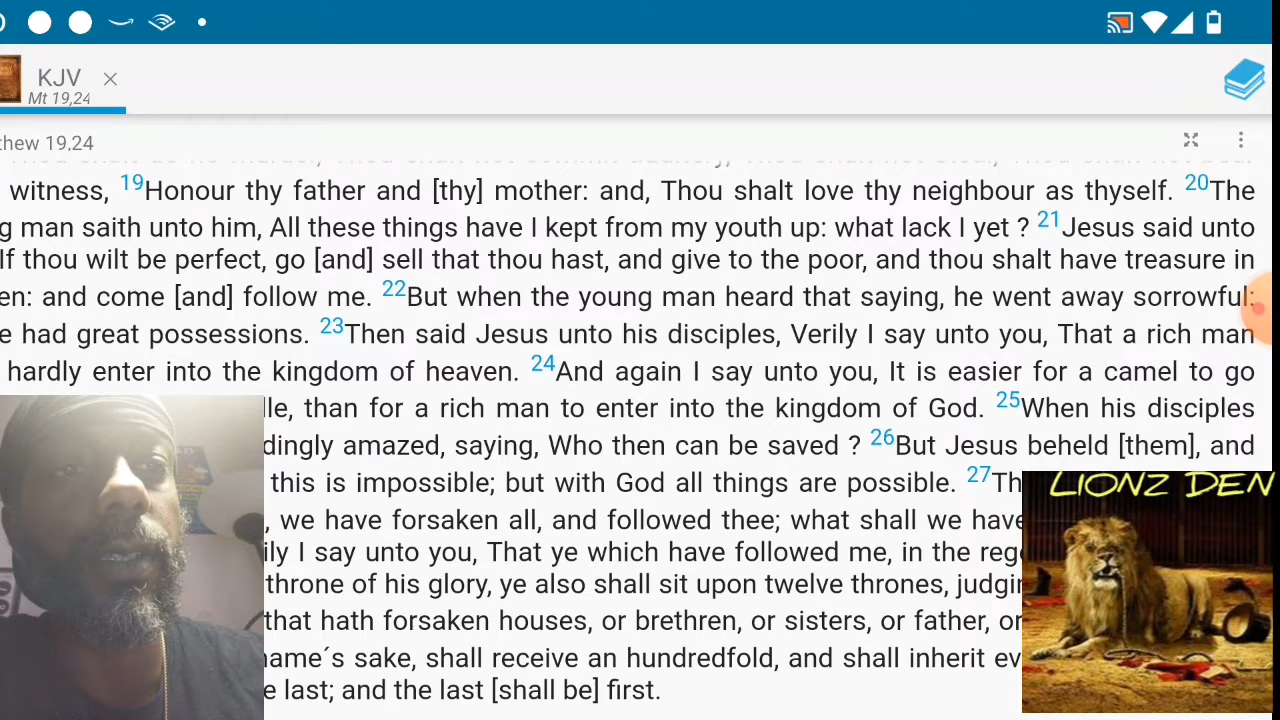 KJV
Mt 19,24
thew 19,24
witness, 19Honour thy father and [thy] mother: and, Thou shalt love thy neighbour as thyself. 20The
g man saith unto him, All these things have I kept from my youth up: what lack I yet ? 21Jesus said unto
If thou wilt be perfect, go [and] sell that thou hast, and give to the poor, and thou shalt have treasure in
en: and come [and] follow me. 22But when the young man heard that saying, he went away sorrowful:
e had great possessions. 23Then said Jesus unto his disciples, Verily I say unto you, That a rich man
hardly enter into the kingdom of heaven. 24And again I say unto you, It is easier for a camel to go
lle, than for a rich man to enter into the kingdom of God. 25When his disciples
dingly amazed, saying, Who then can be saved ? 26But Jesus beheld [them], and
this is impossible; but with God all things are possible. 27Th
, we have forsaken all, and followed thee; what shall we have
ily I say unto you, That ye which have followed me, in the reg
throne of his glory, ye also shall sit upon twelve thrones, judgin
that hath forsaken houses, or brethren, or sisters, or father, or
name´s sake, shall receive an hundredfold, and shall inherit ev
e last; and the last [shall be] first.
LIONZ DEN